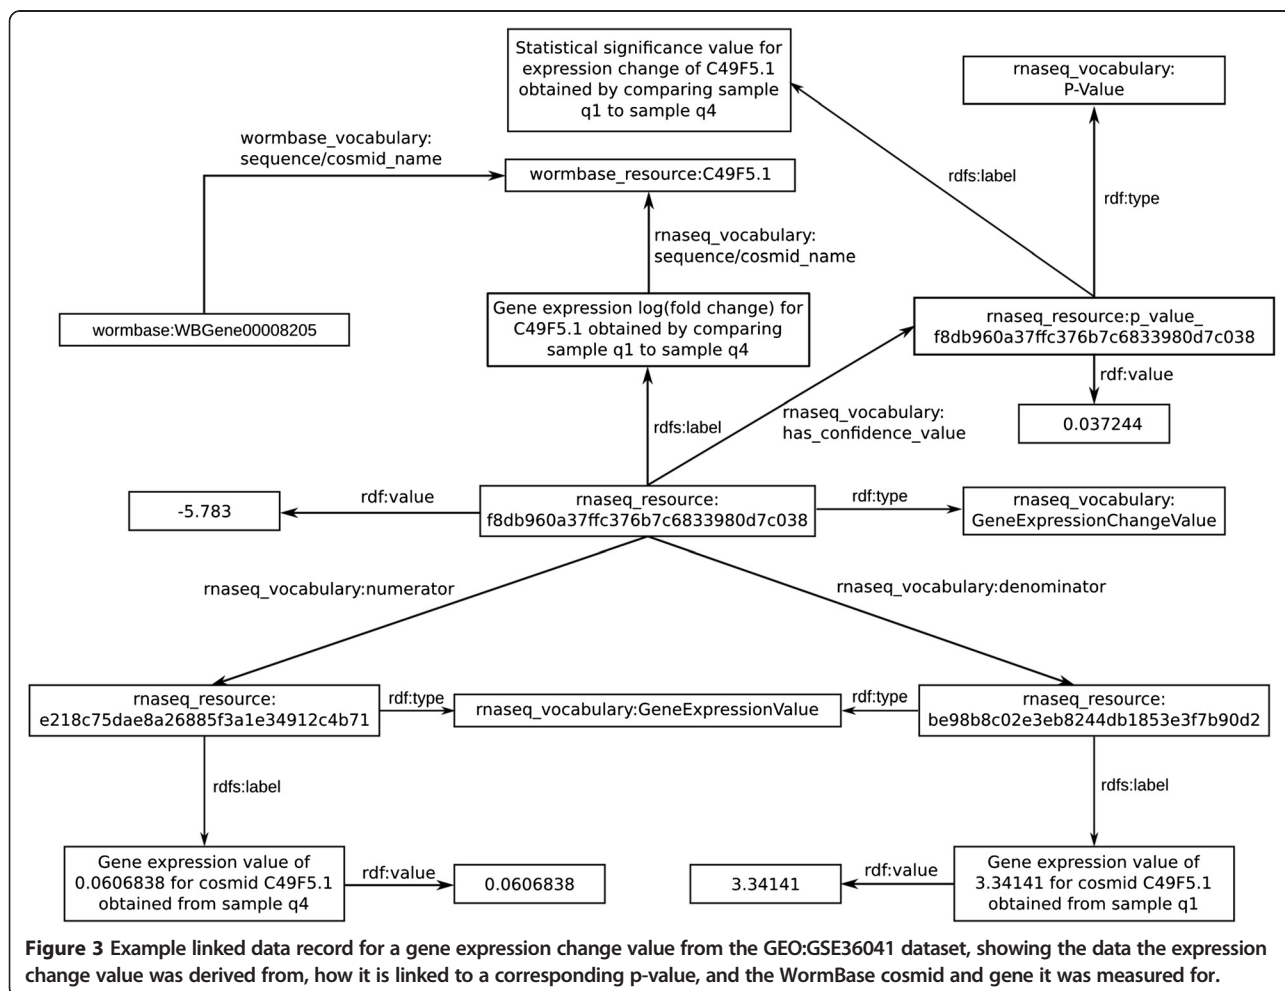 Statistical significance value for
expression change of C49F5.1
obtained by comparing sample
q1 to sample q4
rnaseq_vocabulary:
P-Value
wormbase_vocabulary:
sequence/cosmid_name
wormbase_resource:C49F5.1
rdfs:label
rdf:type
rnaseq_vocabulary:
sequence/cosmid_name
wormbase:WBGene00008205
Gene expression log(fold change) for
C49F5.1 obtained by comparing
sample q1 to sample q4
rnaseq_resource:p_value_
f8db960a37ffc376b7c6833980d7c038
rdf:value
0.037244
rnaseq_vocabulary:
has_confidence_value
rdfs:label
-5.783
rdf:value
rnaseq_resource:
f8db960a37ffc376b7c6833980d7c038
rdf:type
rnaseq_vocabulary:
GeneExpressionChangeValue
rnaseq_vocabulary:numerator
rnaseq_vocabulary:denominator
rnaseq_resource:
e218c75dae8a26885f3a1e34912c4b71
rdf:type
rnaseq_vocabulary:GeneExpressionValue
rdf:type
rnaseq_resource:
be98b8c02e3eb8244db1853e3f7b90d2
rdfs:label
rdfs:label
Gene expression value of
0.0606838 for cosmid C49F5.1
obtained from sample q4
rdf:value
0.0606838
3.34141
rdf:value
Gene expression value of
3.34141 for cosmid C49F5.1
obtained from sample q1
Figure 3 Example linked data record for a gene expression change value from the GEO:GSE36041 dataset, showing the data the expression
change value was derived from, how it is linked to a corresponding p-value, and the WormBase cosmid and gene it was measured for.